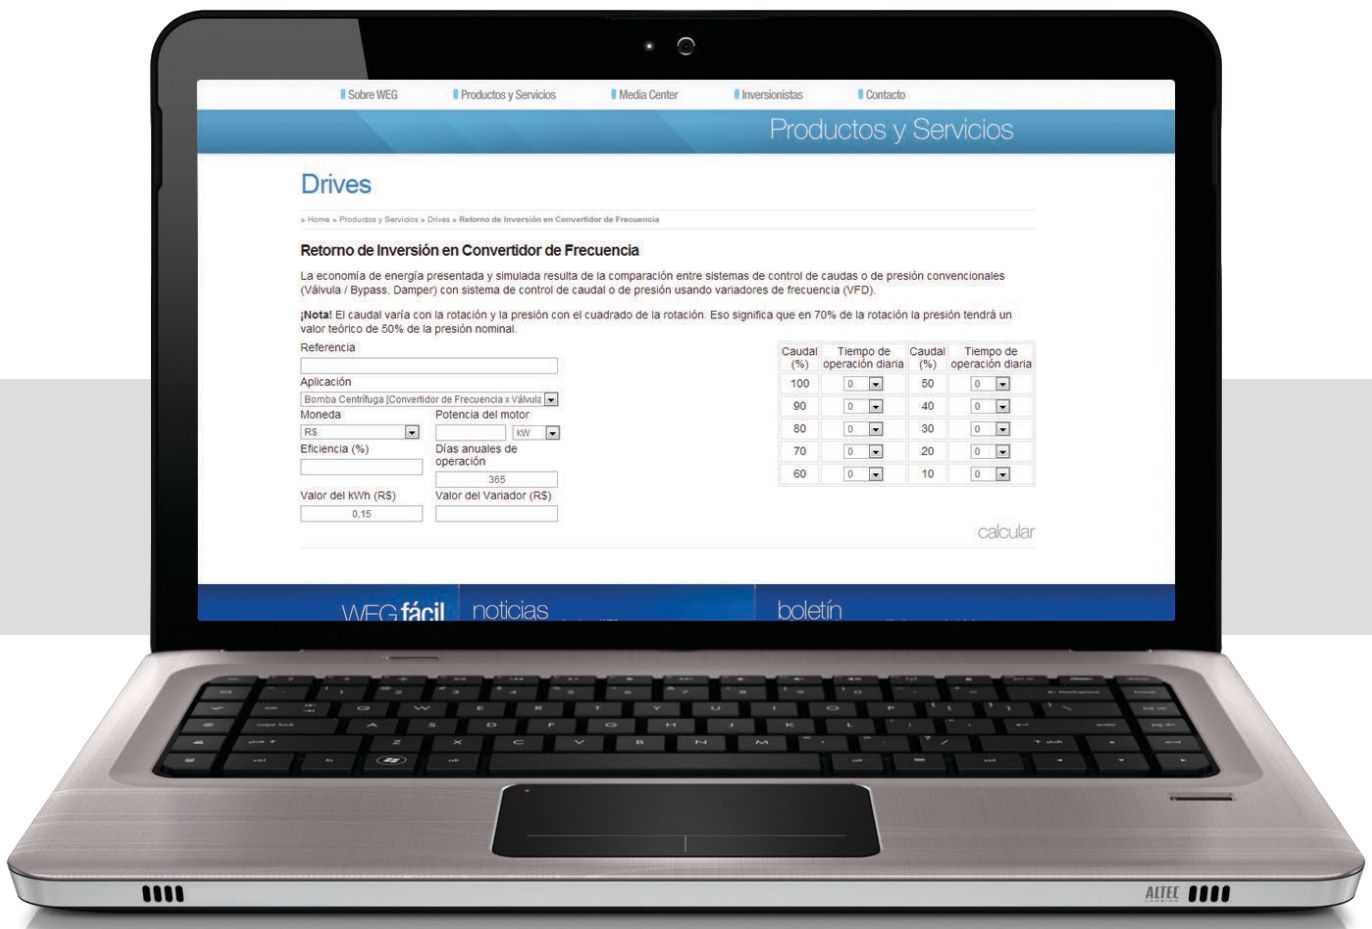 Sobre WEG Productos y Servicios Media Center Inversionistas Contacto
Productos y Servicios
Drives
» Home » Productos y Servicios » Drives » Retorno de Inversión en Convertidor de Frecuencia
Retorno de Inversión en Convertidor de Frecuencia
La economía de energía presentada y simulada resulta de la comparación entre sistemas de control de caudas o de presión convencionales
(Válvula / Bypass, Damper) con sistema de control de caudal o de presión usando variadores de frecuencia (VFD).
¡Nota! El caudal varía con la rotación y la presión con el cuadrado de la rotación. Eso significa que en 70% de la rotación la presión tendrá un
valor teórico de 50% de la presión nominal.
Referencia
Aplicación
Bomba Centrífuga [Convertidor de Frecuencia x Válvula
Moneda Potencia del motor
R$ kW
Eficiencia (%) Días anuales de
operación
365
Valor del kWh (R$) Valor del Variador (R$)
0,15
Caudal Tiempo de Caudal Tiempo de
(%) operación diaria (%) operación diaria
100 0 50 0
90 0 40 0
80 0 30 0
70 0 20 0
60 0 10 0
calcular
WEG fácil noticias boletín
ALTEC